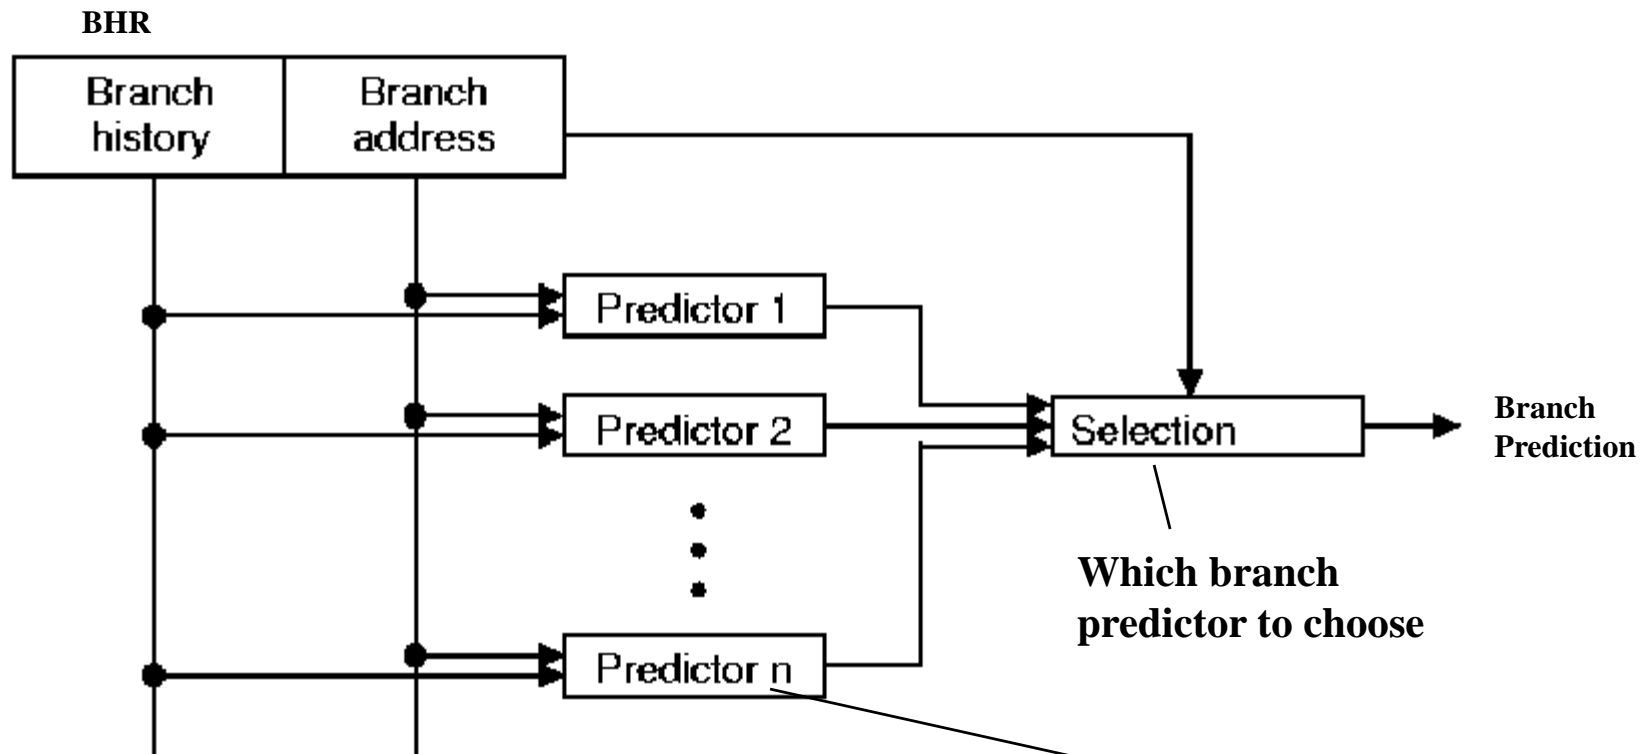 BHR
Branch
history
Branch
address
Predictor 1
Predictor 2
Selection
Branch
Prediction
Which branch
predictor to choose
Predictor n